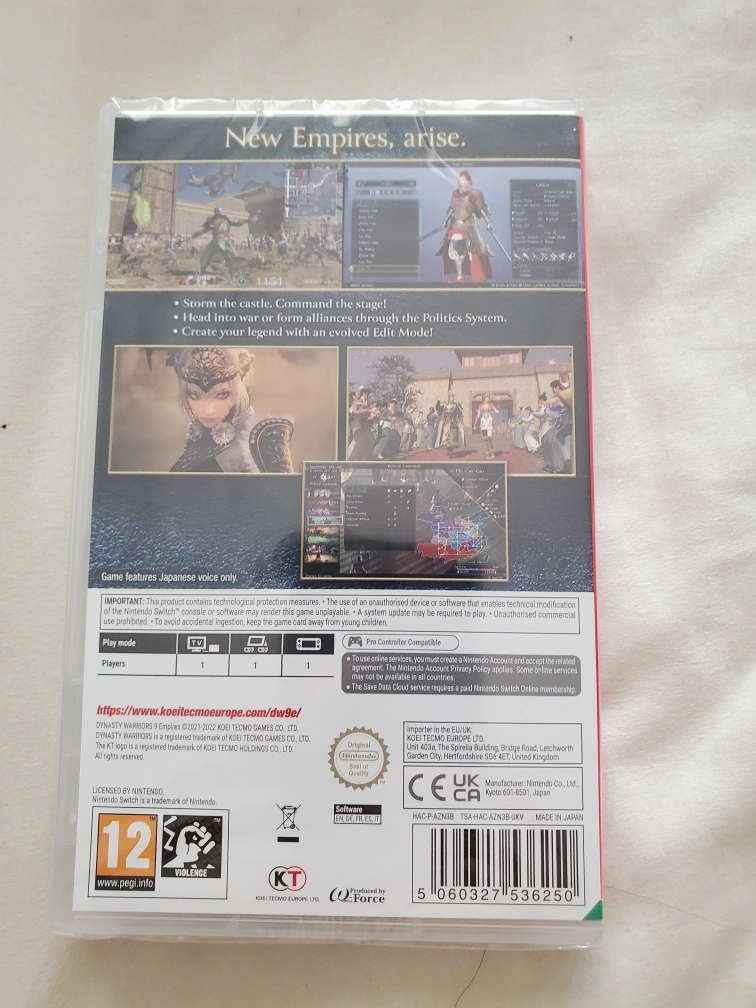 New Empires, arise.
1151
• Storm the castle. Command the stage!
• Head into war or form alliances through the Politics System.
• Create your legend with an evolved Edit Mode!
Game features Japanese voice only.
IMPORTANT: This product contains technological protection measures. • The use of an unauthorised device or software that enables technical modification
of the Nintendo Switch™ console or software may render this game unplayable. • A system update may be required to play. • Unauthorised commercial
use prohibited. • To avoid accidental ingestion, keep the game card away from young children.
Play mode TV
Players 1 1 1
Pro Controller Compatible
• To use online services, you must create a Nintendo Account and accept the related
agreement. The Nintendo Account Privacy Policy applies. Some online services
may not be available in all countries.
• The Save Data Cloud service requires a paid Nintendo Switch Online membership.
https://www.koeitecmoeurope.com/dw9e/
DYNASTY WARRIORS 9 Empires ©2021-2022 KOEI TECMO GAMES CO., LTD.
DYNASTY WARRIORS is a registered trademark of KOEI TECMO GAMES CO., LTD.
The KT logo is a registered trademark of KOEI TECMO HOLDINGS CO., LTD.
All rights reserved.
LICENSED BY NINTENDO.
Nintendo Switch is a trademark of Nintendo.
Original
Nintendo
Seal of
Quality
TM
Importer in the EU/UK:
KOEI TECMO EUROPE LTD.
Unit 403a, The Spirella Building, Bridge Road, Letchworth
Garden City, Hertfordshire SG6 4ET, United Kingdom
CE UK
CA
Manufacturer: Nintendo Co., Ltd.,
Kyoto 601-8501, Japan
Software
EN, DE, FR, ES, IT
HAC-P-AZN3B TSA-HAC-AZN3B-UKV MADE IN JAPAN
12 ™
www.pegi.info
™
VIOLENCE
KT
KOEI TECMO EUROPE LTD.
Produced by
ω Force
5 060327 536250